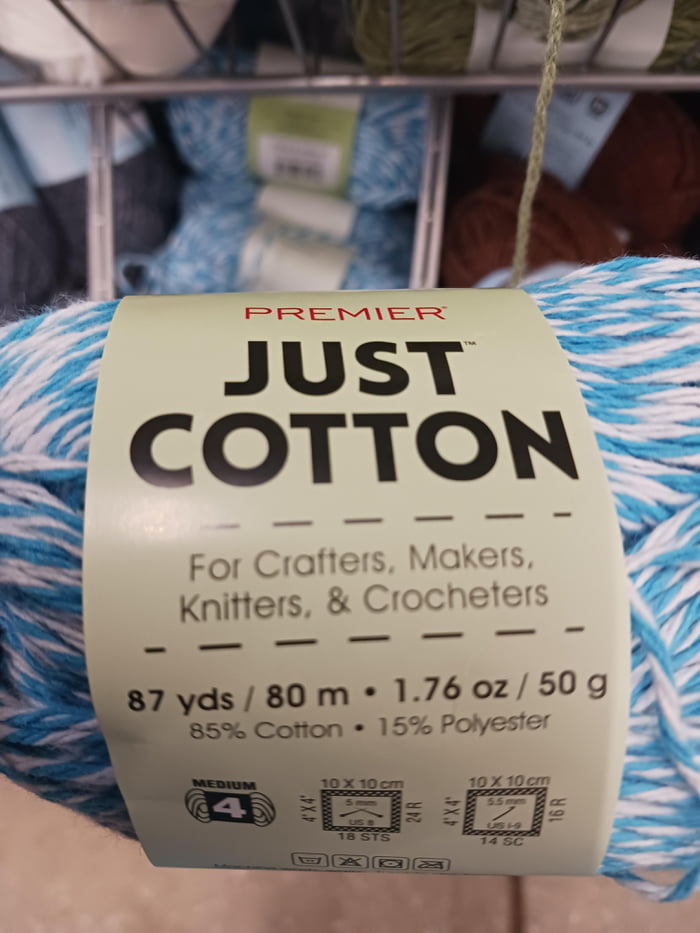 PREMIER®
JUST™
COTTON
For Crafters, Makers,
Knitters, & Crocheters
87 yds / 80 m • 1.76 oz / 50 g
85% Cotton • 15% Polyester
MEDIUM
4
10 X 10 cm
4"X4"
5 mm
US 8
24 R
18 STS
10 X 10 cm
4"X4"
5.5 mm
US I-9
16 R
14 SC